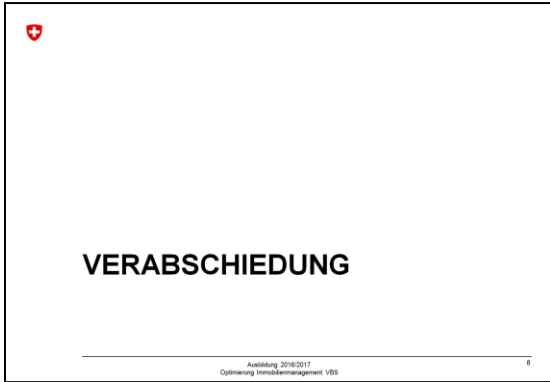 VERABSCHIEDUNG
Ausbildung 2016/2017
Optimierung Immobilienmanagement VBS
8